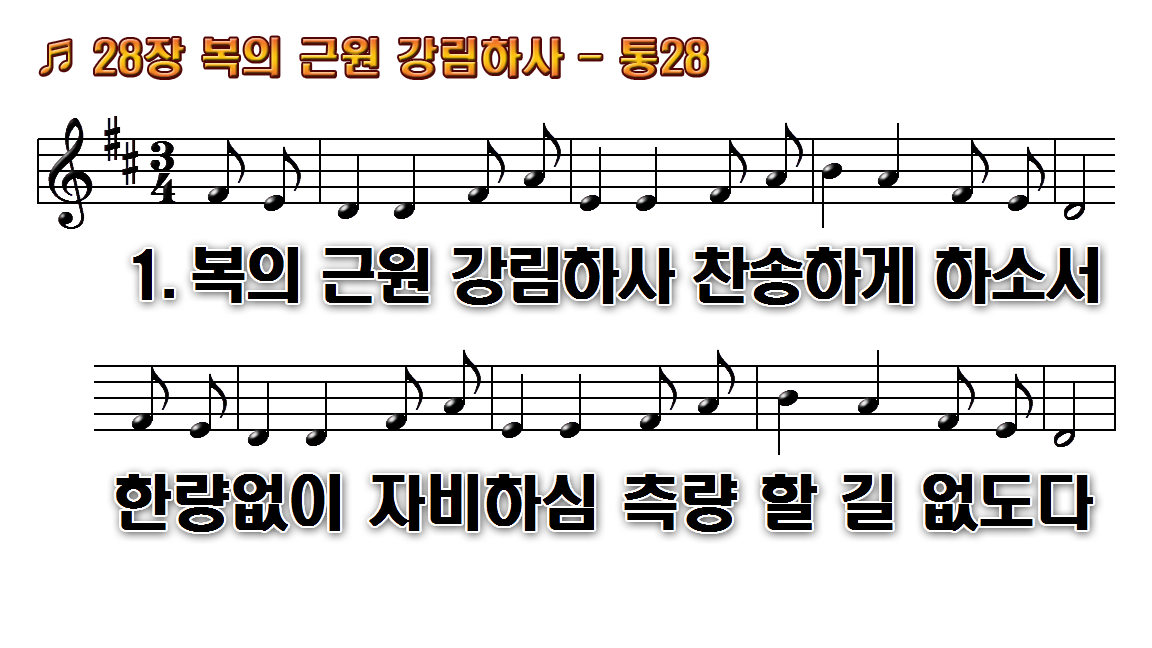 28장 복의 근원 강림하사 - 통28
3
4
1. 복의 근원 강림하사 찬송하게 하소서
한량없이 자비하심 측량 할 길 없도다